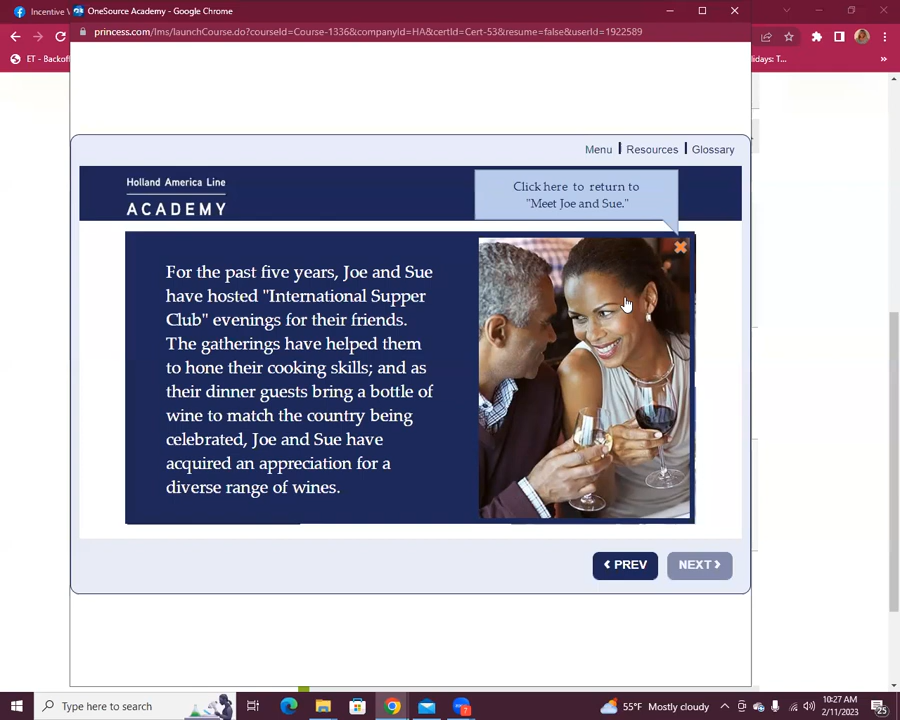 Incentive V
OneSource Academy - Google Chrome
princess.com/lms/launchCourse.do?courseId=Course-1336&companyId=HA&certId=Cert-53&resume=false&userId=1922589
ET - Backoff
lidays: T...
Menu | Resources | Glossary
Holland America Line
ACADEMY
Click here to return to
"Meet Joe and Sue."
For the past five years, Joe and Sue
have hosted "International Supper
Club" evenings for their friends.
The gatherings have helped them
to hone their cooking skills; and as
their dinner guests bring a bottle of
wine to match the country being
celebrated, Joe and Sue have
acquired an appreciation for a
diverse range of wines.
PREV
NEXT
Type here to search
55°F Mostly cloudy
10:27 AM
2/11/2023
25